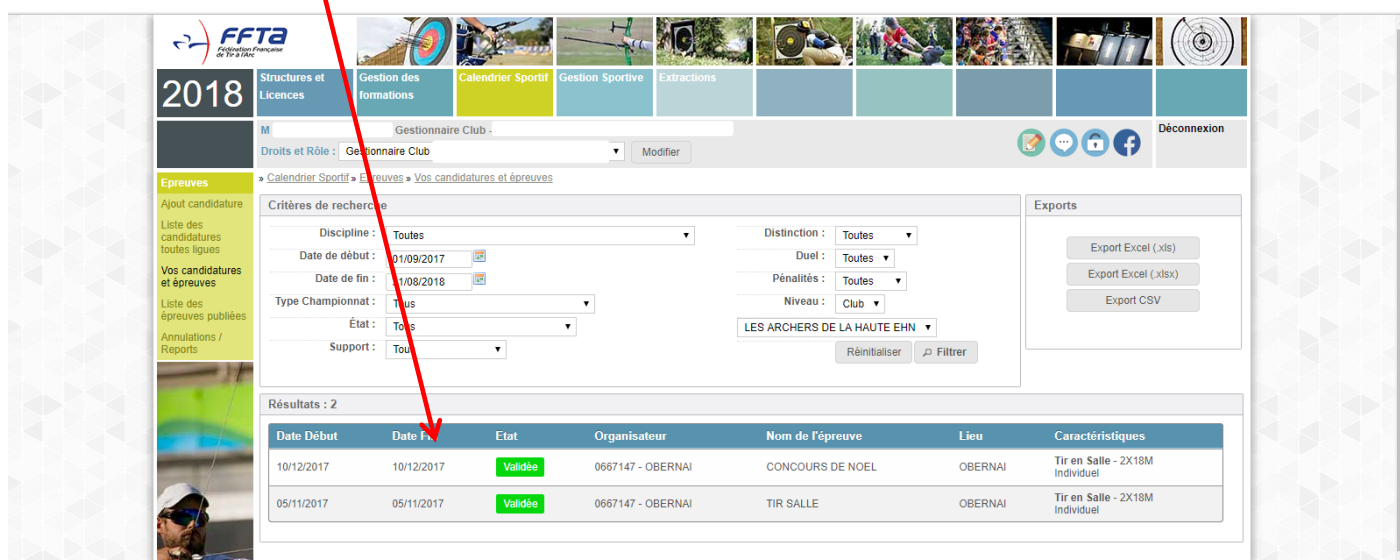 FFTa
Fédération Française
de Tir à l'Arc
2018
Structures et Licences
Gestion des formations
Calendrier Sportif
Gestion Sportive
Extractions
M Gestionnaire Club -
Droits et Rôle : Gestionnaire Club Modifier
Déconnexion
» Calendrier Sportif » Epreuves » Vos candidatures et épreuves
Epreuves
Ajout candidature
Liste des
candidatures
toutes ligues
Vos candidatures
et épreuves
Liste des
épreuves publiées
Annulations /
Reports
Critères de recherche
Discipline : Toutes
Date de début : 01/09/2017
Date de fin : 31/08/2018
Type Championnat : Tous
État : Tous
Support : Tous
Distinction : Toutes
Duel : Toutes
Pénalités : Toutes
Niveau : Club
LES ARCHERS DE LA HAUTE EHN
Réinitialiser Filtrer
Exports
Export Excel (.xls)
Export Excel (.xlsx)
Export CSV
Résultats : 2
Date Début Date Etat Organisateur Nom de l'épreuve Lieu Caractéristiques
10/12/2017 10/12/2017 Validée 0667147 - OBERNAI CONCOURS DE NOEL OBERNAI Tir en Salle - 2X18M
Individuel
05/11/2017 05/11/2017 Validée 0667147 - OBERNAI TIR SALLE OBERNAI Tir en Salle - 2X18M
Individuel